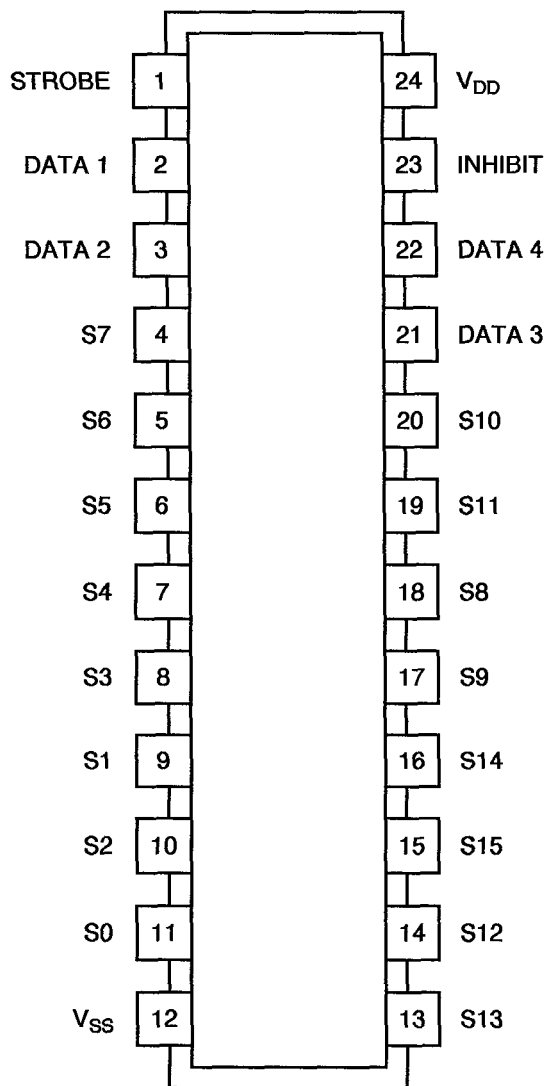 STROBE 1 24 V_DD
DATA 1 2 23 INHIBIT
DATA 2 3 22 DATA 4
S7 4 21 DATA 3
S6 5 20 S10
S5 6 19 S11
S4 7 18 S8
S3 8 17 S9
S1 9 16 S14
S2 10 15 S15
S0 11 14 S12
V_SS 12 13 S13